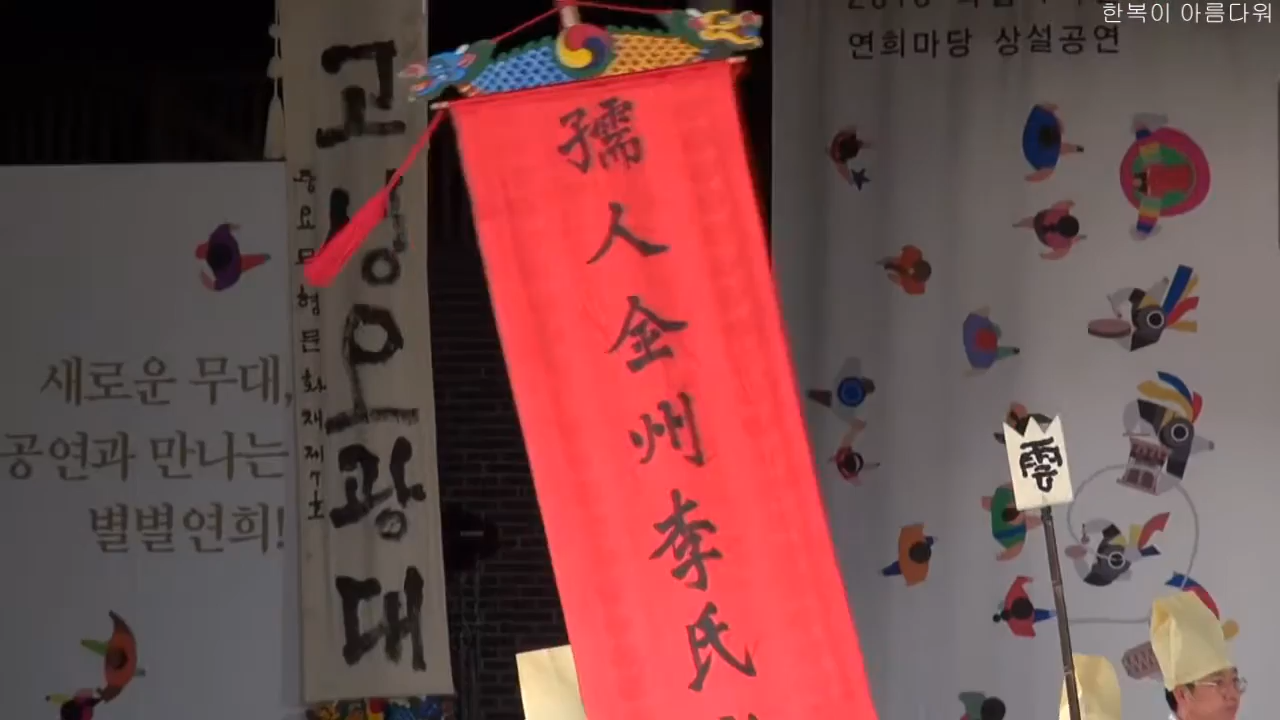 한복이 아름다워
연희마당 상설공연
고성오광대
중요무형문화재제7호
孺人全州李氏
雲
새로운 무대,
공연과 만나는
별별연희!